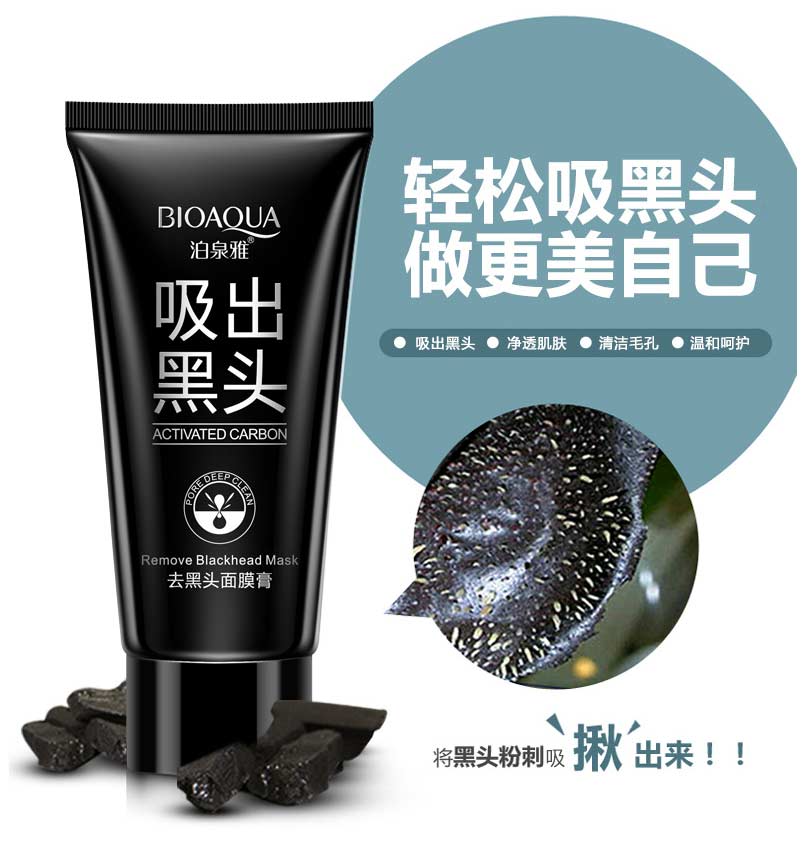 BIOAQUA
泊泉雅®
吸出
黑头
ACTIVATED CARBON
PORE DEEP CLEAN
Remove Blackhead Mask
去黑头面膜膏
轻松吸黑头
做更美自己
● 吸出黑头 ● 净透肌肤 ● 清洁毛孔 ● 温和呵护
将黑头粉刺吸 揪 出来！！